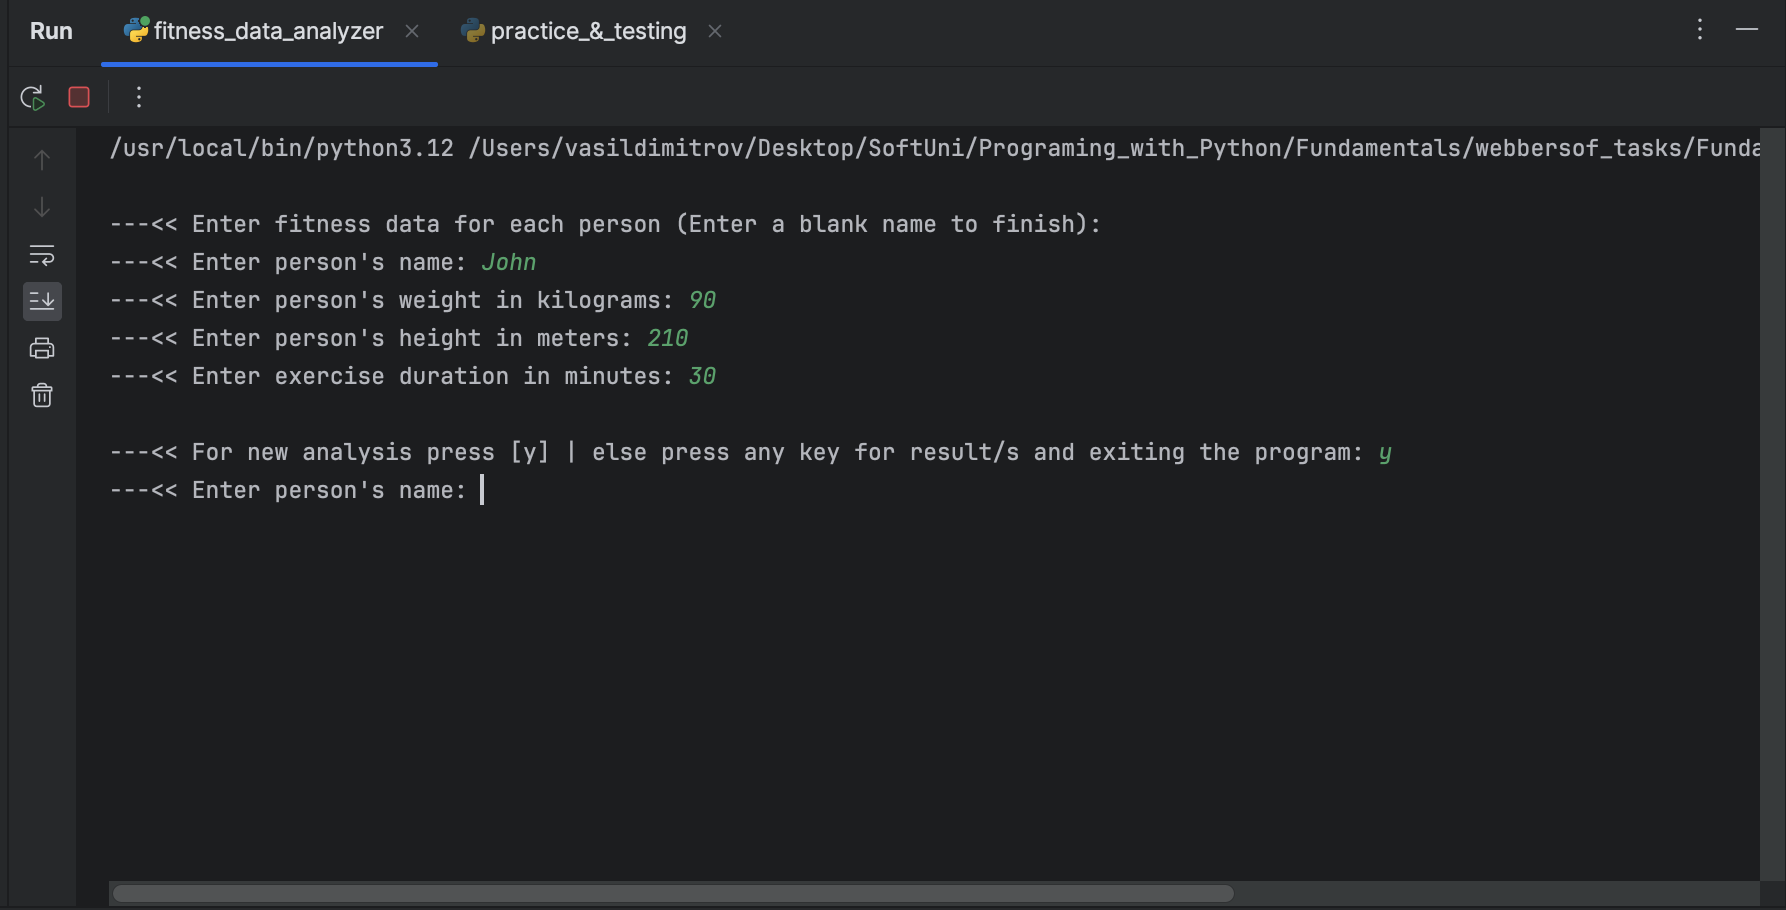 Run fitness_data_analyzer practice_&_testing
/usr/local/bin/python3.12 /Users/vasildimitrov/Desktop/SoftUni/Programing_with_Python/Fundamentals/webbersof_tasks/Funda
---<< Enter fitness data for each person (Enter a blank name to finish):
---<< Enter person's name: John
---<< Enter person's weight in kilograms: 90
---<< Enter person's height in meters: 210
---<< Enter exercise duration in minutes: 30
---<< For new analysis press [y] | else press any key for result/s and exiting the program: y
---<< Enter person's name: